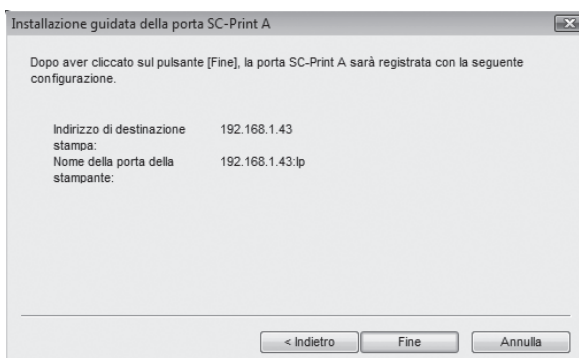 Installazione guidata della porta SC-Print A
Dopo aver cliccato sul pulsante [Fine], la porta SC-Print A sarà registrata con la seguente
configurazione.
Indirizzo di destinazione 192.168.1.43
stampa:
Nome della porta della 192.168.1.43:lp
stampante:
< Indietro Fine Annulla